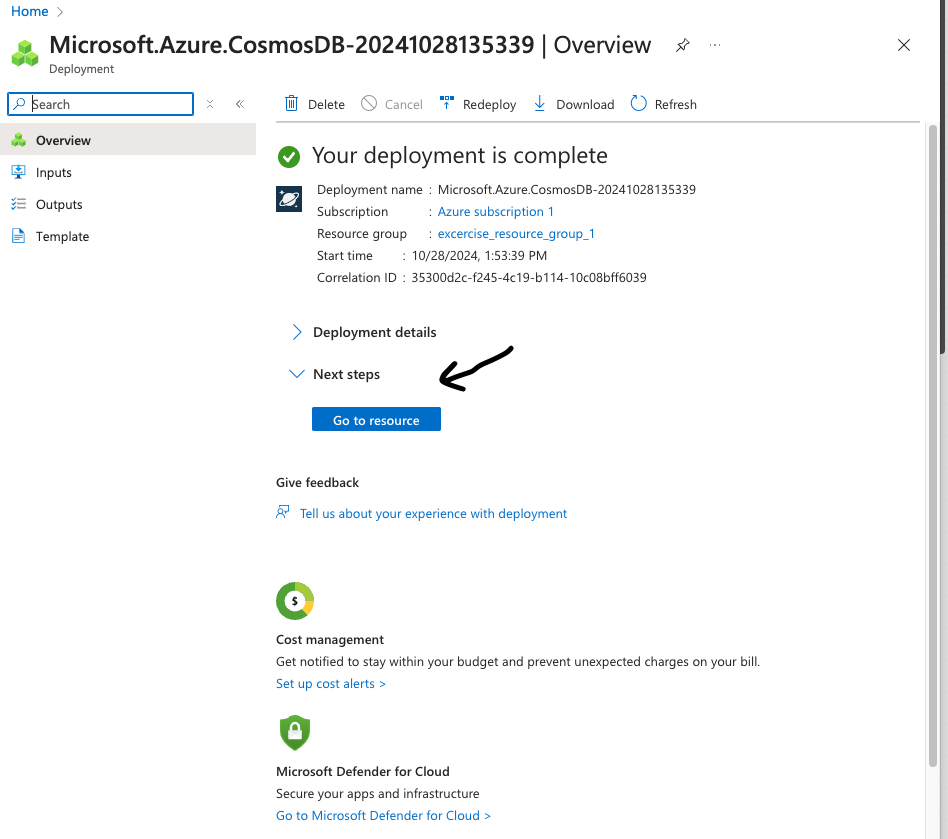 Home
Microsoft.Azure.CosmosDB-20241028135339 | Overview
Deployment
Search
Delete
Cancel
Redeploy
Download
Refresh
Overview
Inputs
Outputs
Template
Your deployment is complete
Deployment name : Microsoft.Azure.CosmosDB-20241028135339
Subscription : Azure subscription 1
Resource group : excercise_resource_group_1
Start time : 10/28/2024, 1:53:39 PM
Correlation ID : 35300d2c-f245-4c19-b114-10c08bff6039
Deployment details
Next steps
Go to resource
Give feedback
Tell us about your experience with deployment
$
Cost management
Get notified to stay within your budget and prevent unexpected charges on your bill.
Set up cost alerts >
Microsoft Defender for Cloud
Secure your apps and infrastructure
Go to Microsoft Defender for Cloud >